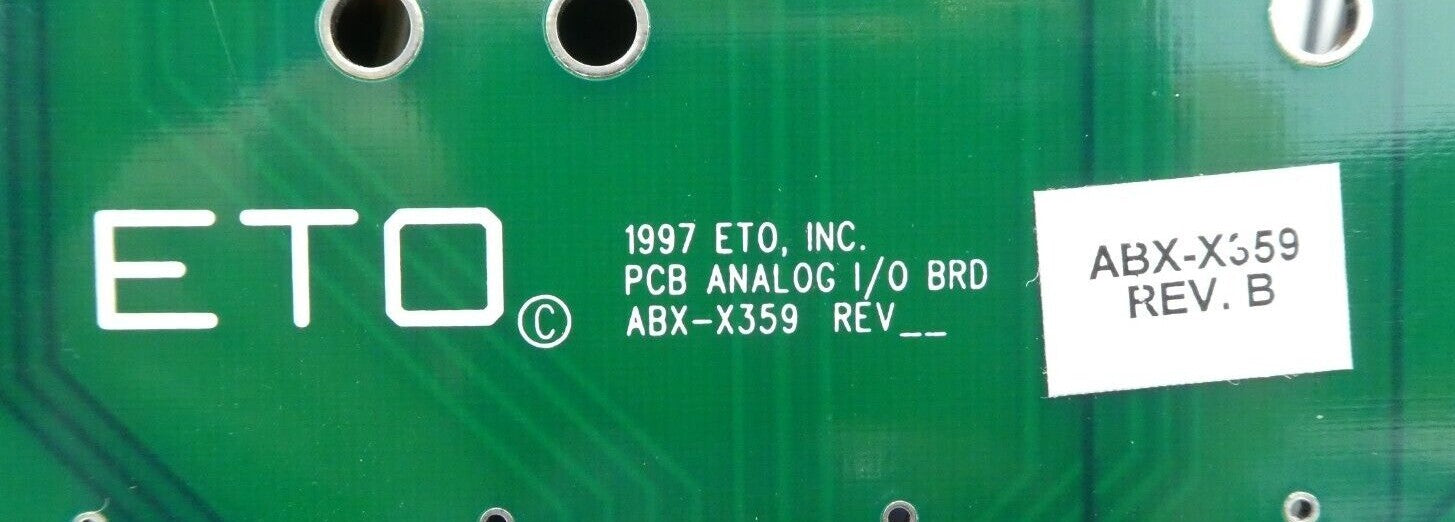 ETO ©
1997 ETO, INC.
PCB ANALOG I/O BRD
ABX-X359 REV__
ABX-X359
REV. B